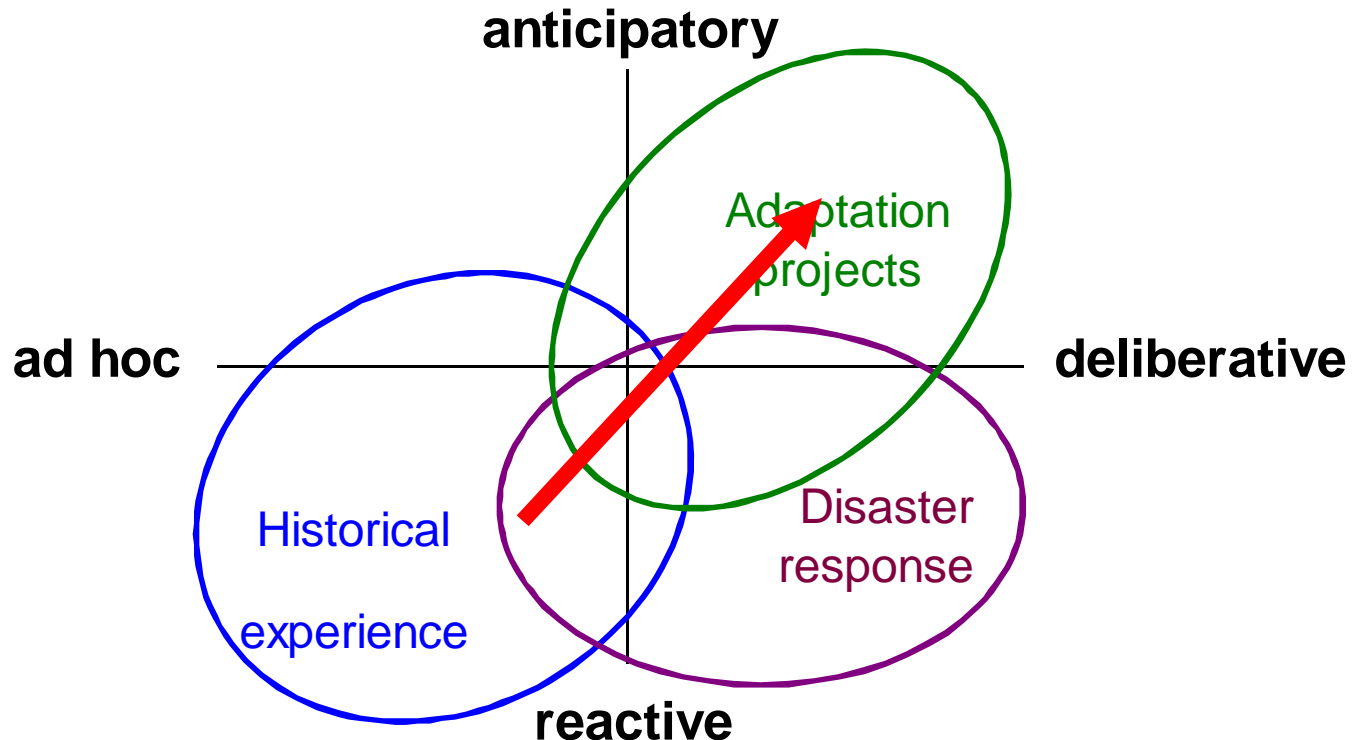 anticipatory
Adaptation
projects
ad hoc
deliberative
Historical
experience
Disaster
response
reactive